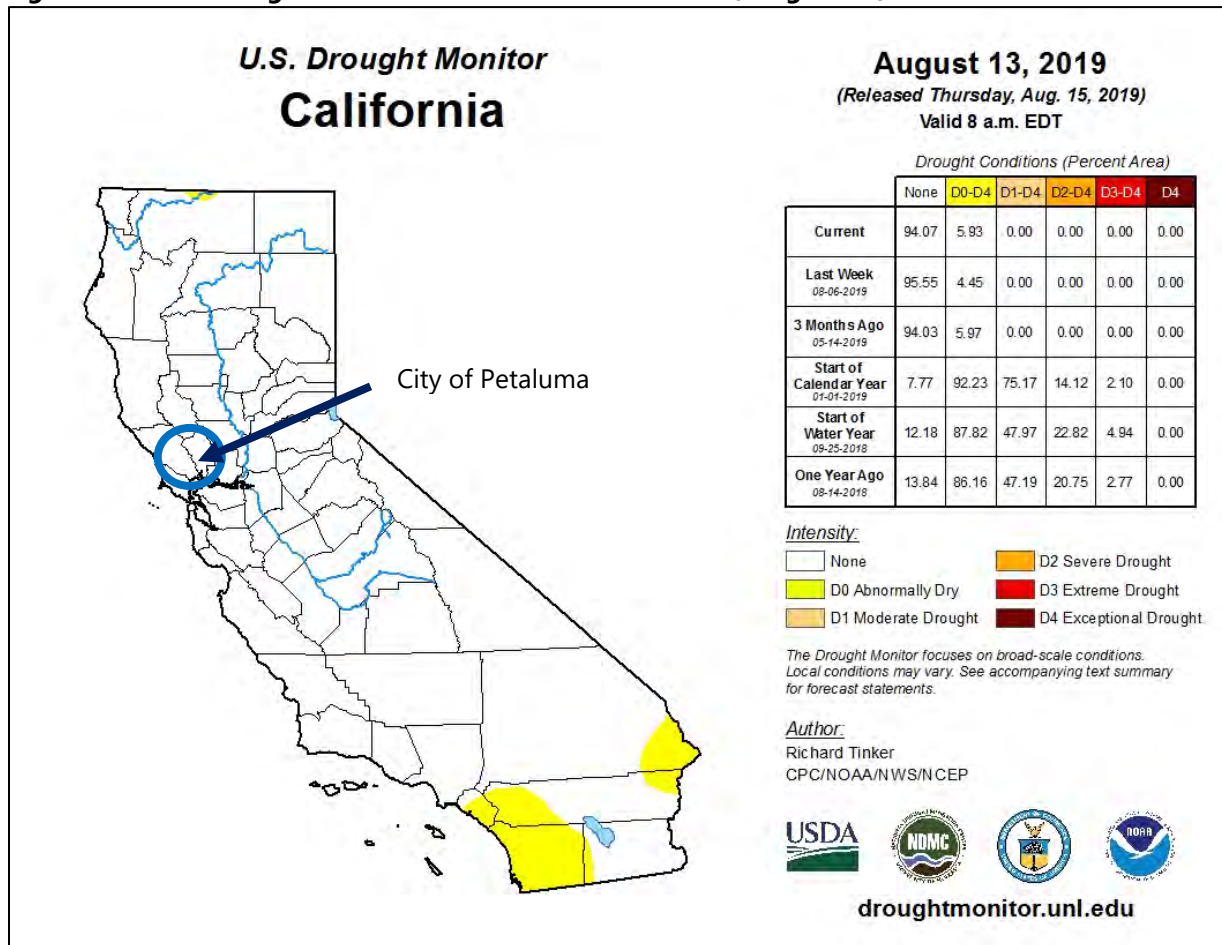 U.S. Drought Monitor
California
City of Petaluma
August 13, 2019
(Released Thursday, Aug. 15, 2019)
Valid 8 a.m. EDT
Drought Conditions (Percent Area)
None D0-D4 D1-D4 D2-D4 D3-D4 D4
Current 94.07 5.93 0.00 0.00 0.00 0.00
Last Week
08-06-2019 95.55 4.45 0.00 0.00 0.00 0.00
3 Months Ago
05-14-2019 94.03 5.97 0.00 0.00 0.00 0.00
Start of
Calendar Year
01-01-2019 7.77 92.23 75.17 14.12 2.10 0.00
Start of
Water Year
09-25-2018 12.18 87.82 47.97 22.82 4.94 0.00
One Year Ago
08-14-2018 13.84 86.16 47.19 20.75 2.77 0.00
Intensity:
None
D0 Abnormally Dry
D1 Moderate Drought
D2 Severe Drought
D3 Extreme Drought
D4 Exceptional Drought
The Drought Monitor focuses on broad-scale conditions.
Local conditions may vary. See accompanying text summary
for forecast statements.
Author:
Richard Tinker
CPC/NOAA/NWS/NCEP
USDA
NDMC
NOAA
droughtmonitor.unl.edu